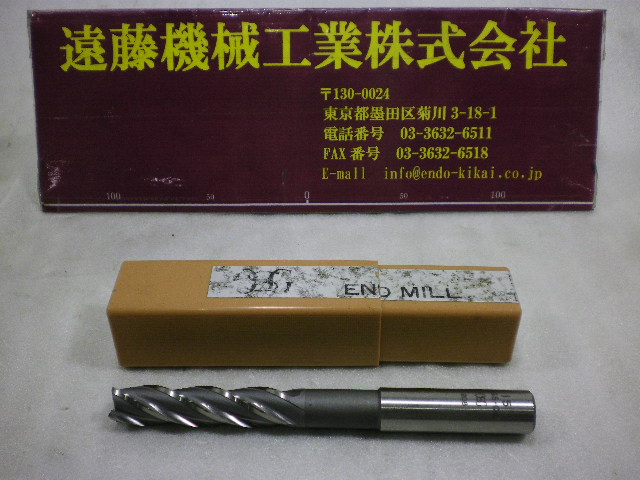 遠藤機械工業株式会社
〒130-0024
東京都墨田区菊川 3-18-1
電話番号 03-3632-6511
FAX 番号 03-3632-6518
E-mall info@endo-kikai.co.jp
100 50 0 50 100
END MILL